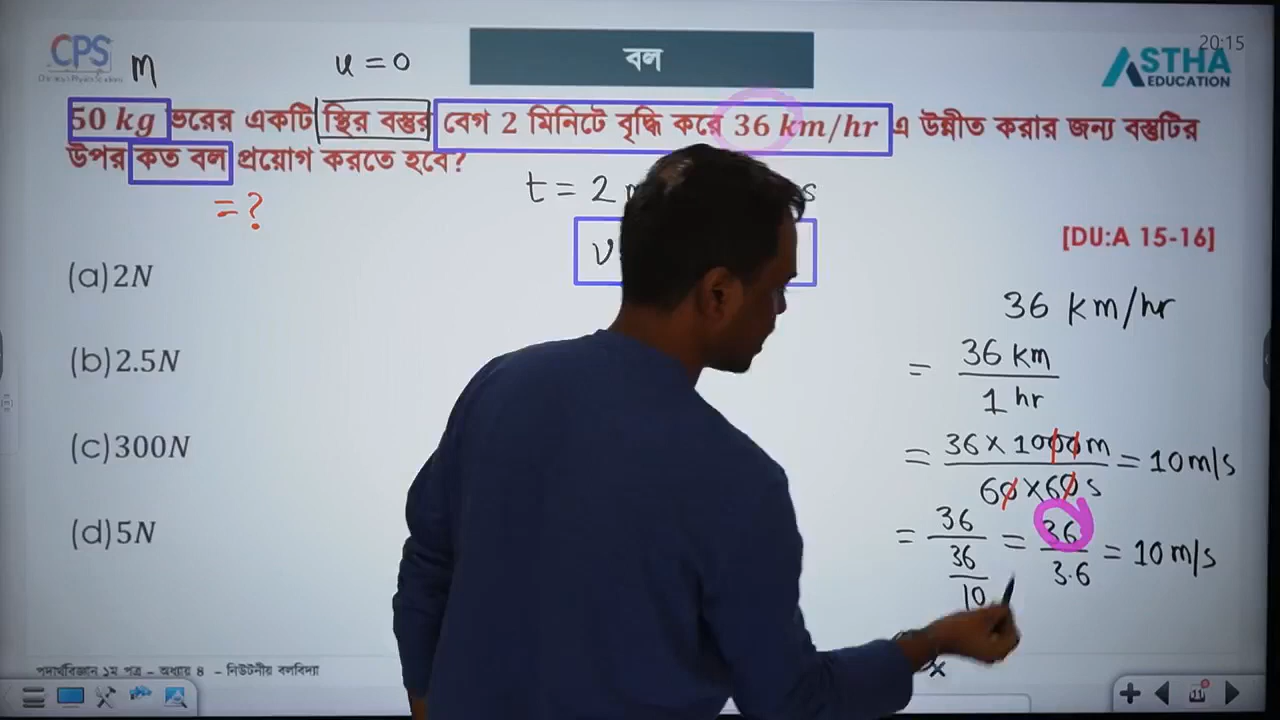 CPS
m
u = 0
বল
20:15
ASTHA
EDUCATION
50 kg ভরের একটি স্থির বস্তুর বেগ 2 মিনিটে বৃদ্ধি করে 36 km/hr এ উন্নীত করার জন্য বস্তুটির
উপর কত বল প্রয়োগ করতে হবে?
= ?
t = 2
s
v
[DU:A 15-16]
(a) 2N
(b) 2.5N
(c) 300N
(d) 5N
36 km/hr
= 36 km / 1 hr
= 36 × 1000 m / 60 × 60 s = 10 m/s
= 36 / 36/10 = 36 / 3.6 = 10 m/s
x
পদার্থবিজ্ঞান ১ম পত্র – অধ্যায় ৪ – নিউটনীয় বলবিদ্যা
11